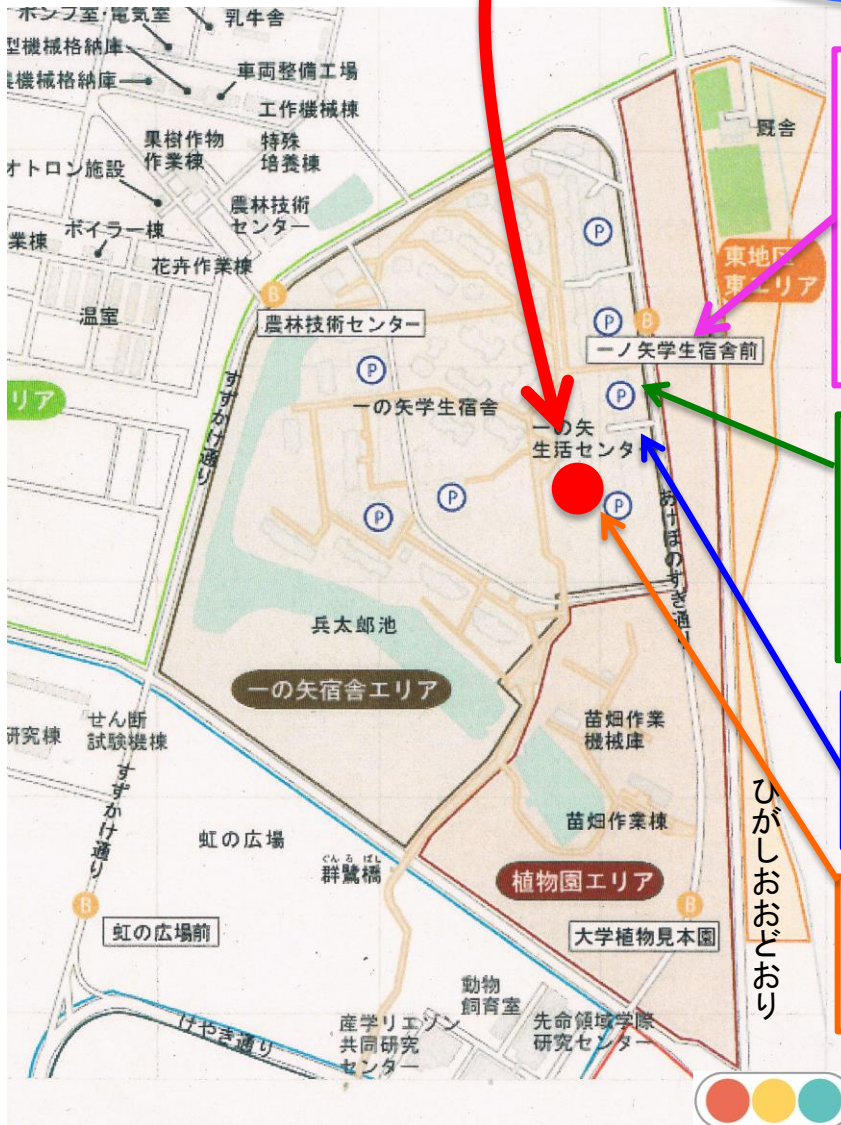 ポンプ室・電気室
乳牛舎
型機械格納庫
機械格納庫
車両整備工場
工作機械棟
果樹作物
作業棟
特殊
培養棟
厩舎
オトロン施設
農林技術
センター
業棟
ボイラー棟
花卉作業棟
東地区
東エリア
温室
B
農林技術センター
P
P
B
一ノ矢学生宿舎前
P
P
リア
すずかけ通り
一の矢学生宿舎
一の矢
生活センター
P
P
P
あけぼのすぎ通り
兵太郎池
一の矢宿舎エリア
苗畑作業
機械庫
研究棟
せん断
試験機棟
すずかけ通り
ひがしおおどおり
苗畑作業棟
虹の広場
ぐんろばし
群鷺橋
植物園エリア
B
虹の広場前
B
大学植物見本園
動物
飼育室
けやき通り
産学リエゾン
共同研究
センター
先命領域学際
研究センター